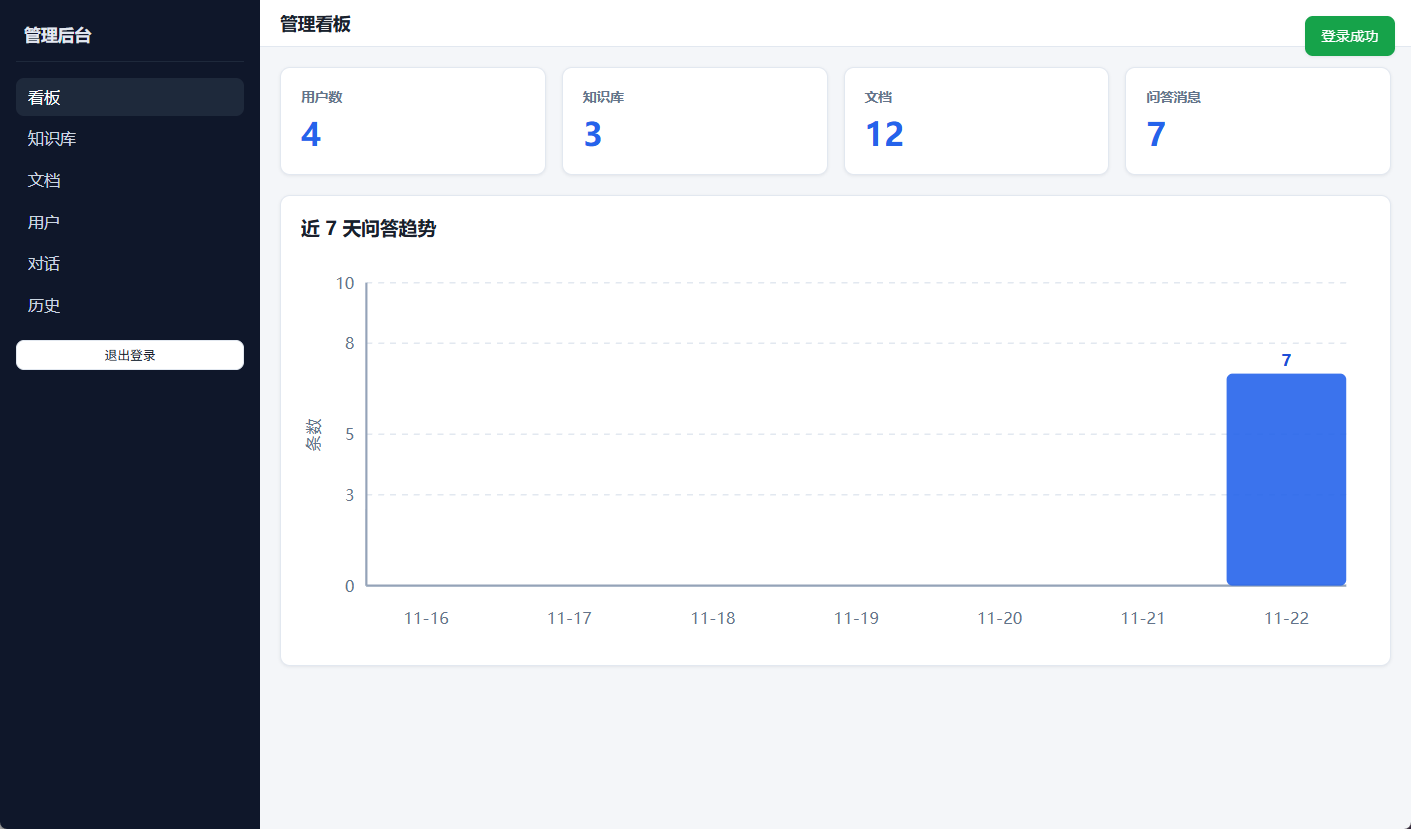 管理后台
看板
知识库
文档
用户
对话
历史
退出登录
管理看板
登录成功
用户数
4
知识库
3
文档
12
问答消息
7
近 7 天问答趋势
条数
10
8
5
3
0
7
11-16
11-17
11-18
11-19
11-20
11-21
11-22